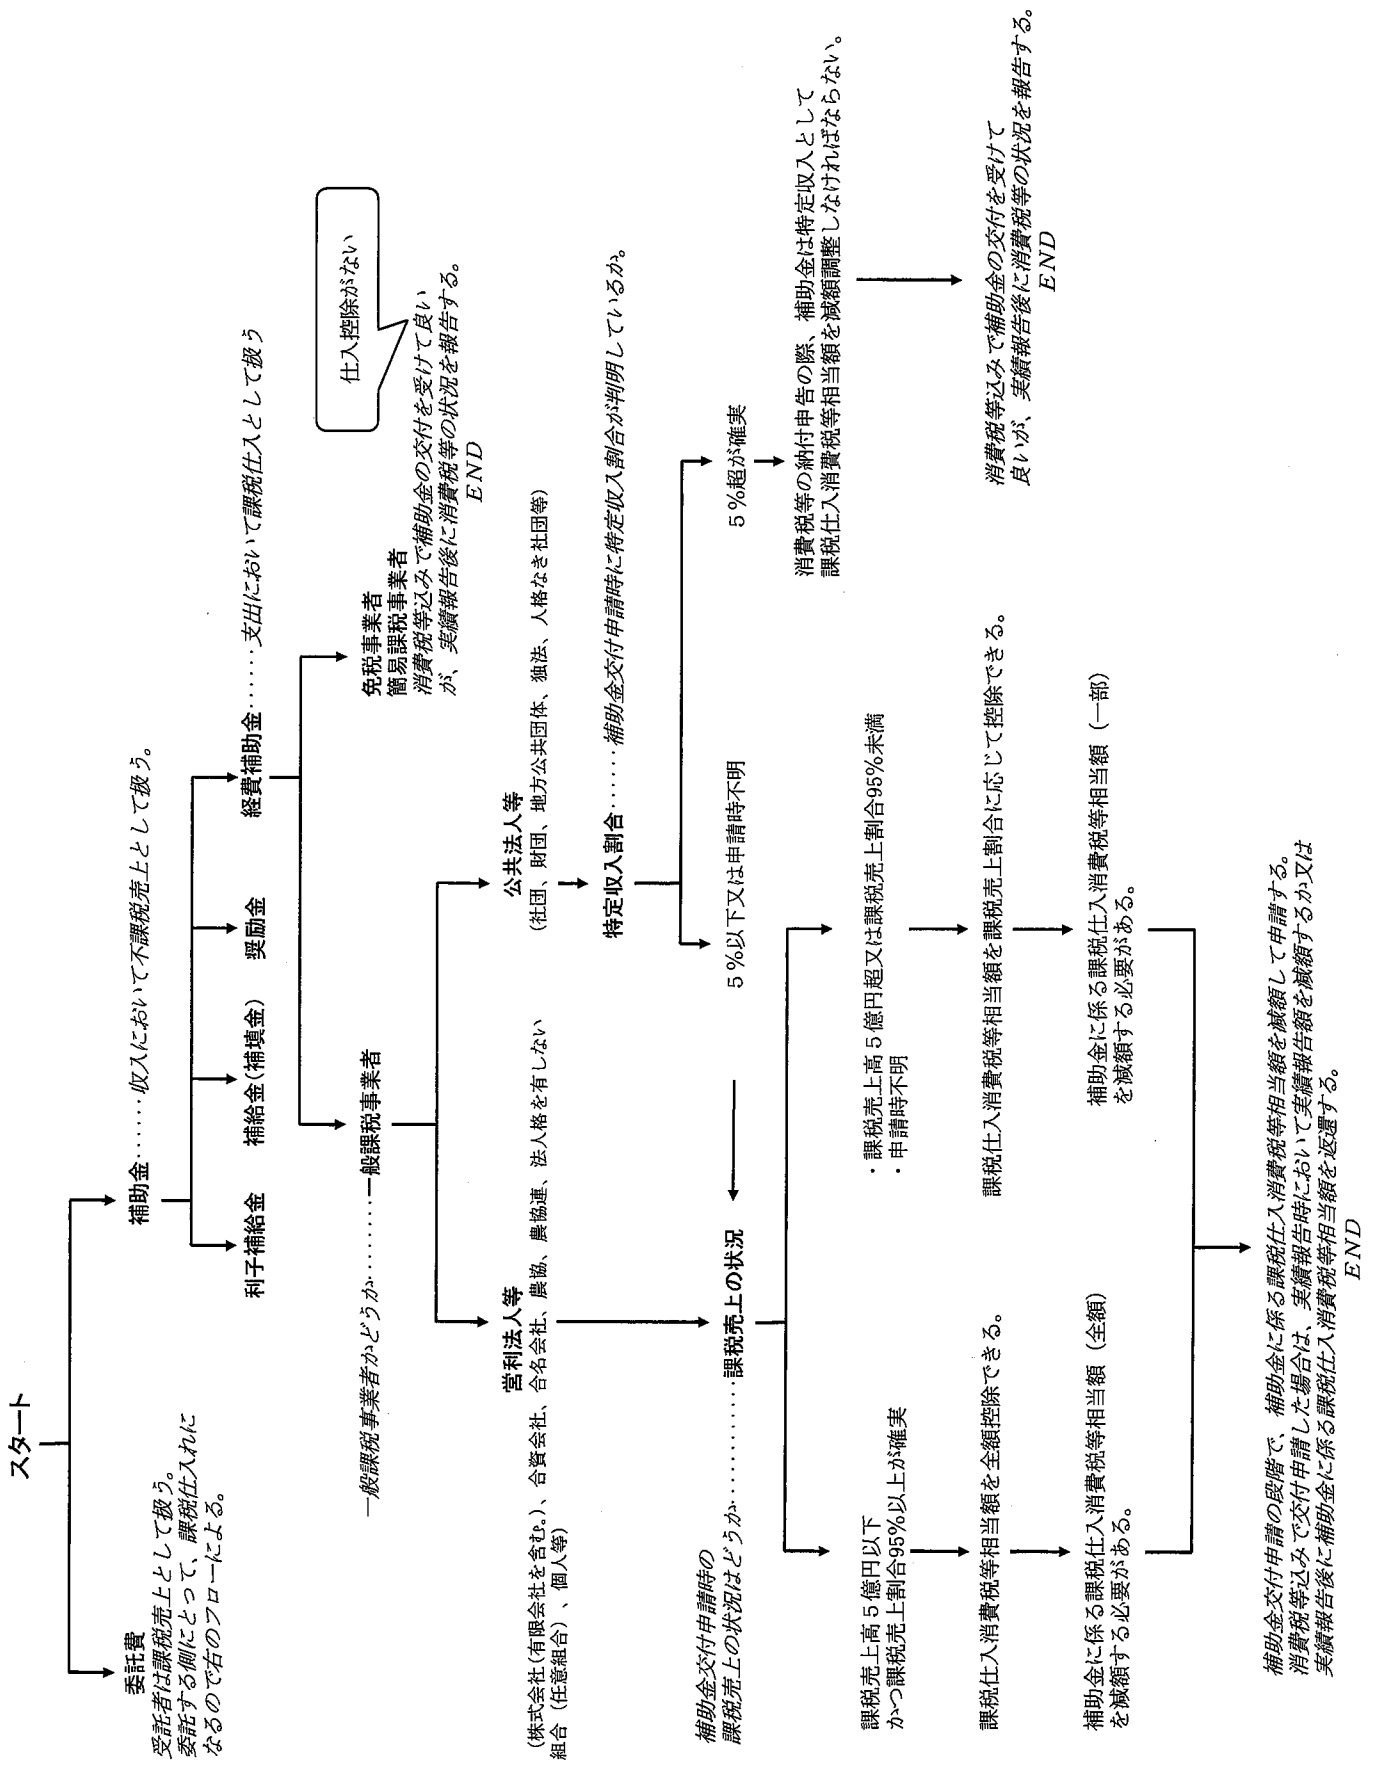 スタート
委託費
受託者は課税売上として扱う。
委託する側にとって、課税仕入れに
なるので右のフローによる。
補助金‥‥‥収入において不課税売上として扱う。
利子補給金
補給金(補填金)
奨励金
経費補助金‥‥‥支出において課税仕入として扱う
一般課税事業者かどうか‥‥‥‥一般課税事業者
免税事業者
簡易課税事業者
消費税等込みで補助金の交付を受けて良い
が、実績報告後に消費税等の状況を報告する。
END
仕入控除がない
営利法人等
(株式会社(有限会社を含む。)、合資会社、合名会社、農協、農協連、法人格を有しない
組合(任意組合)、個人等)
公共法人等
(社団、財団、地方公共団体、独法、人格なき社団等)
特定収入割合‥‥‥補助金交付申請時に特定収入割合が判明しているか。
補助金交付申請時の
課税売上の状況はどうか‥‥‥‥‥課税売上の状況
5%以下又は申請時不明
5%超が確実
消費税等の納付申告の際、補助金は特定収入として
課税仕入消費税等相当額を減額調整しなければならない。
消費税等込みで補助金の交付を受けて
良いが、実績報告後に消費税等の状況を報告する。
END
課税売上高5億円以下
かつ課税売上割合95%以上が確実
・課税売上高5億円超又は課税売上割合95%未満
・申請時不明
課税仕入消費税等相当額を全額控除できる。
課税仕入消費税等相当額を課税売上割合に応じて控除できる。
補助金に係る課税仕入消費税等相当額(全額)
を減額する必要がある。
補助金に係る課税仕入消費税等相当額(一部)
を減額する必要がある。
補助金交付申請の段階で、補助金に係る課税仕入消費税等相当額を減額して申請する。
消費税等込みで交付申請した場合は、実績報告時において実績報告額を減額するか又は
実績報告後に補助金に係る課税仕入消費税等相当額を返還する。
END